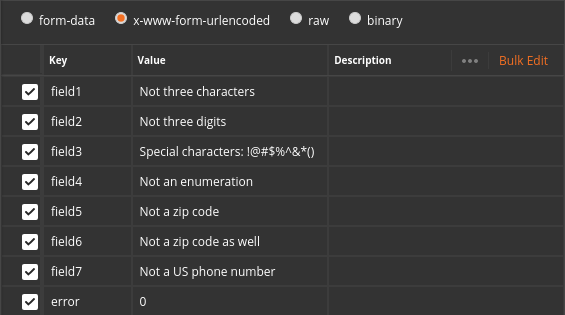 form-data x-www-form-urlencoded raw binary
Key Value Description ••• Bulk Edit
field1 Not three characters
field2 Not three digits
field3 Special characters: !@#$%^&*()
field4 Not an enumeration
field5 Not a zip code
field6 Not a zip code as well
field7 Not a US phone number
error 0